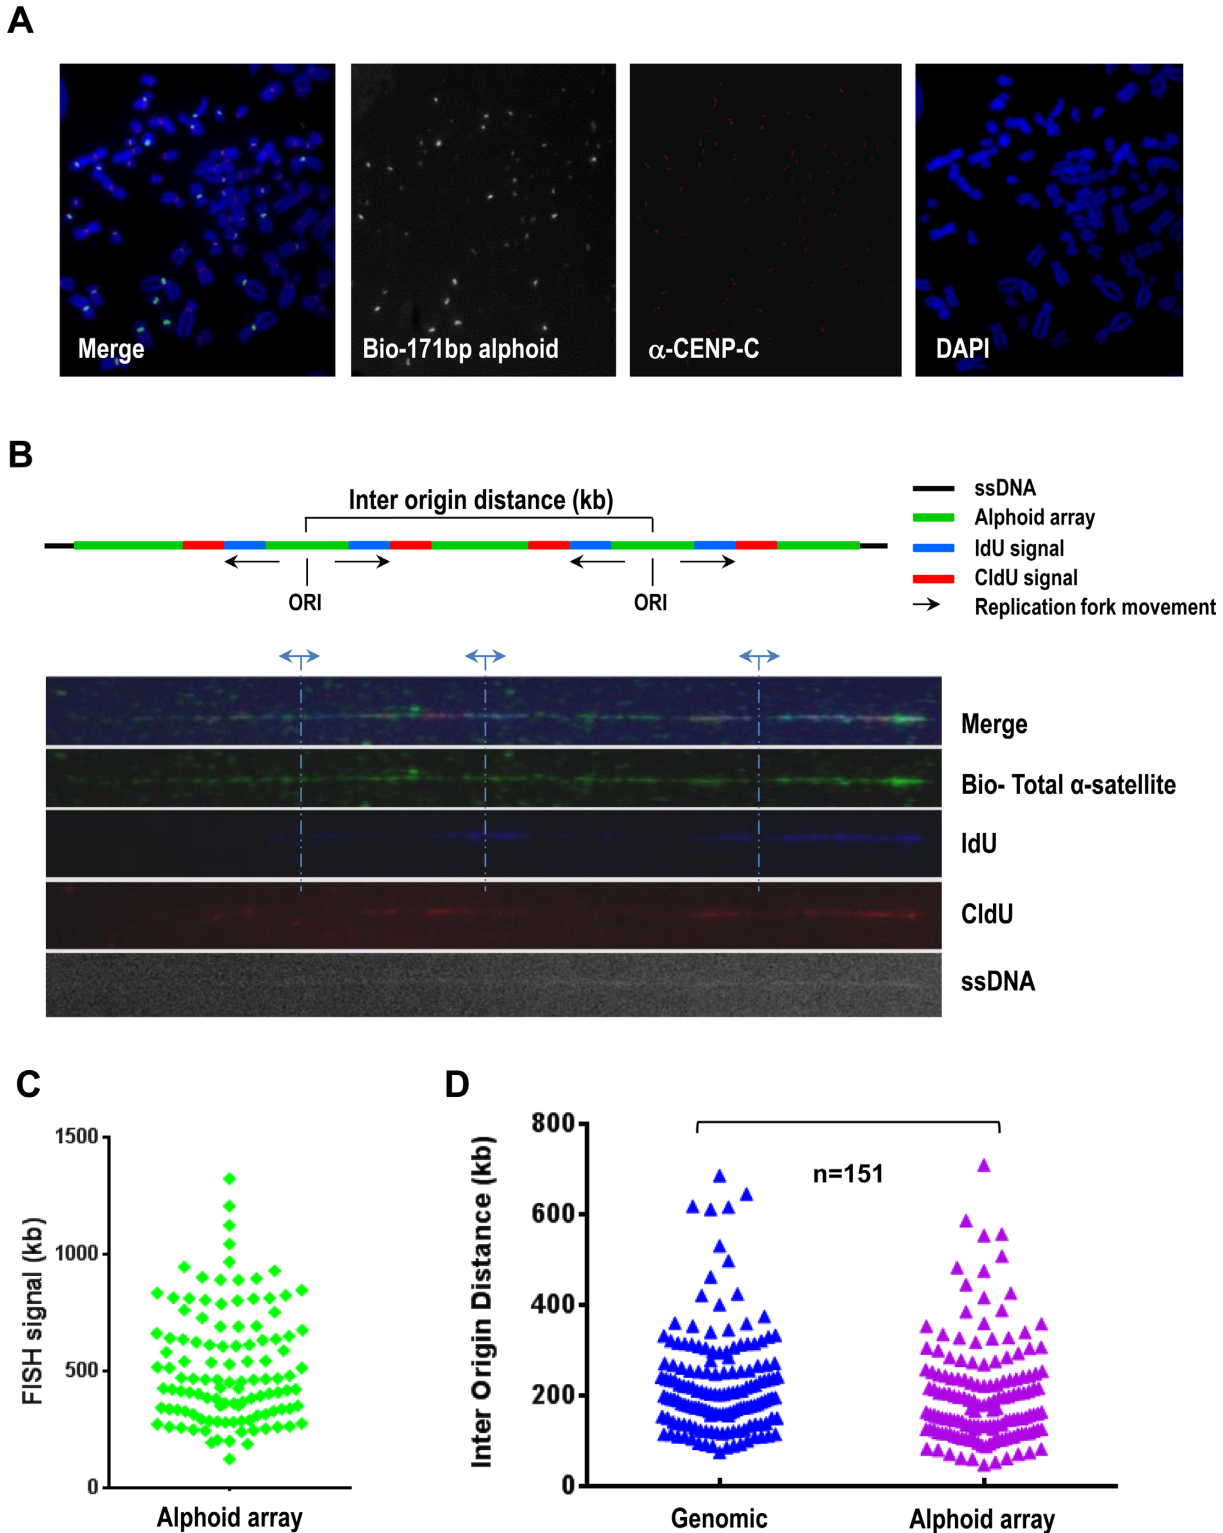 A
Merge
Bio-171bp alphoid
α-CENP-C
DAPI
B
Inter origin distance (kb)
ORI
ORI
ssDNA
Alphoid array
IdU signal
CldU signal
Replication fork movement
Merge
Bio- Total α-satellite
IdU
CldU
ssDNA
C
FISH signal (kb)
1500
1000
500
0
Alphoid array
D
Inter Origin Distance (kb)
800
600
400
200
0
n=151
Genomic
Alphoid array